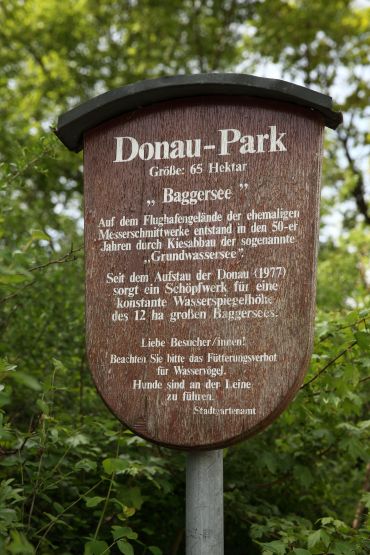 Donau-Park
Größe: 65 Hektar
„ Baggersee "
Auf dem Flughafengelände der ehemaligen
Messerschmittwerke entstand in den 50-er
Jahren durch Kiesabbau der sogenannte
„Grundwassersee"
Seit dem Aufstau der Donau (1977)
sorgt ein Schöpfwerk für eine
konstante Wasserspiegelhöhe
des 12 ha großen Baggersees.
Liebe Besucher/innen!
Beachten Sie bitte das Fütterungsverbot
für Wasservögel.
Hunde sind an der Leine
zu führen.
Stadtgartenamt